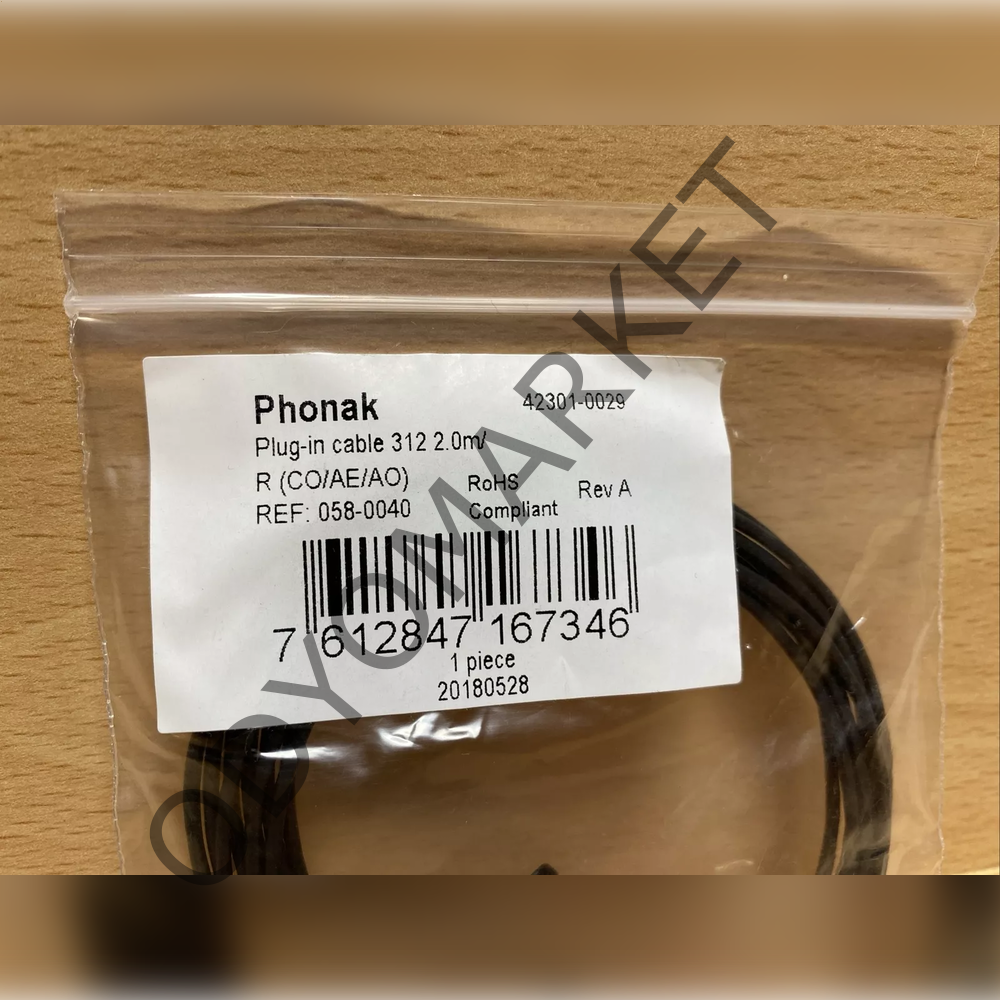 Phonak
42301-0029
Plug-in cable 312 2.0m/
R (CO/AE/AO)
RoHS
Compliant
Rev A
REF: 058-0040
7 612847 167346
1 piece
20180528
ODYOMARKET